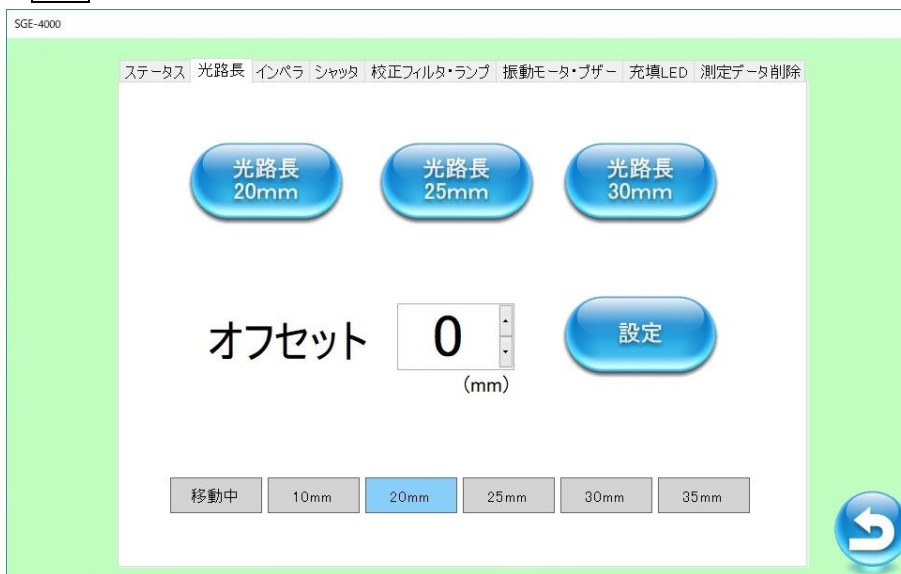 SGE-4000
ステータス 光路長 インペラ シャッタ 校正フィルタ・ランプ 振動モータ・ブザー 充填LED 測定データ削除
光路長 光路長 光路長
20mm 25mm 30mm
オフセット 0 設定
(mm)
移動中 10mm 20mm 25mm 30mm 35mm